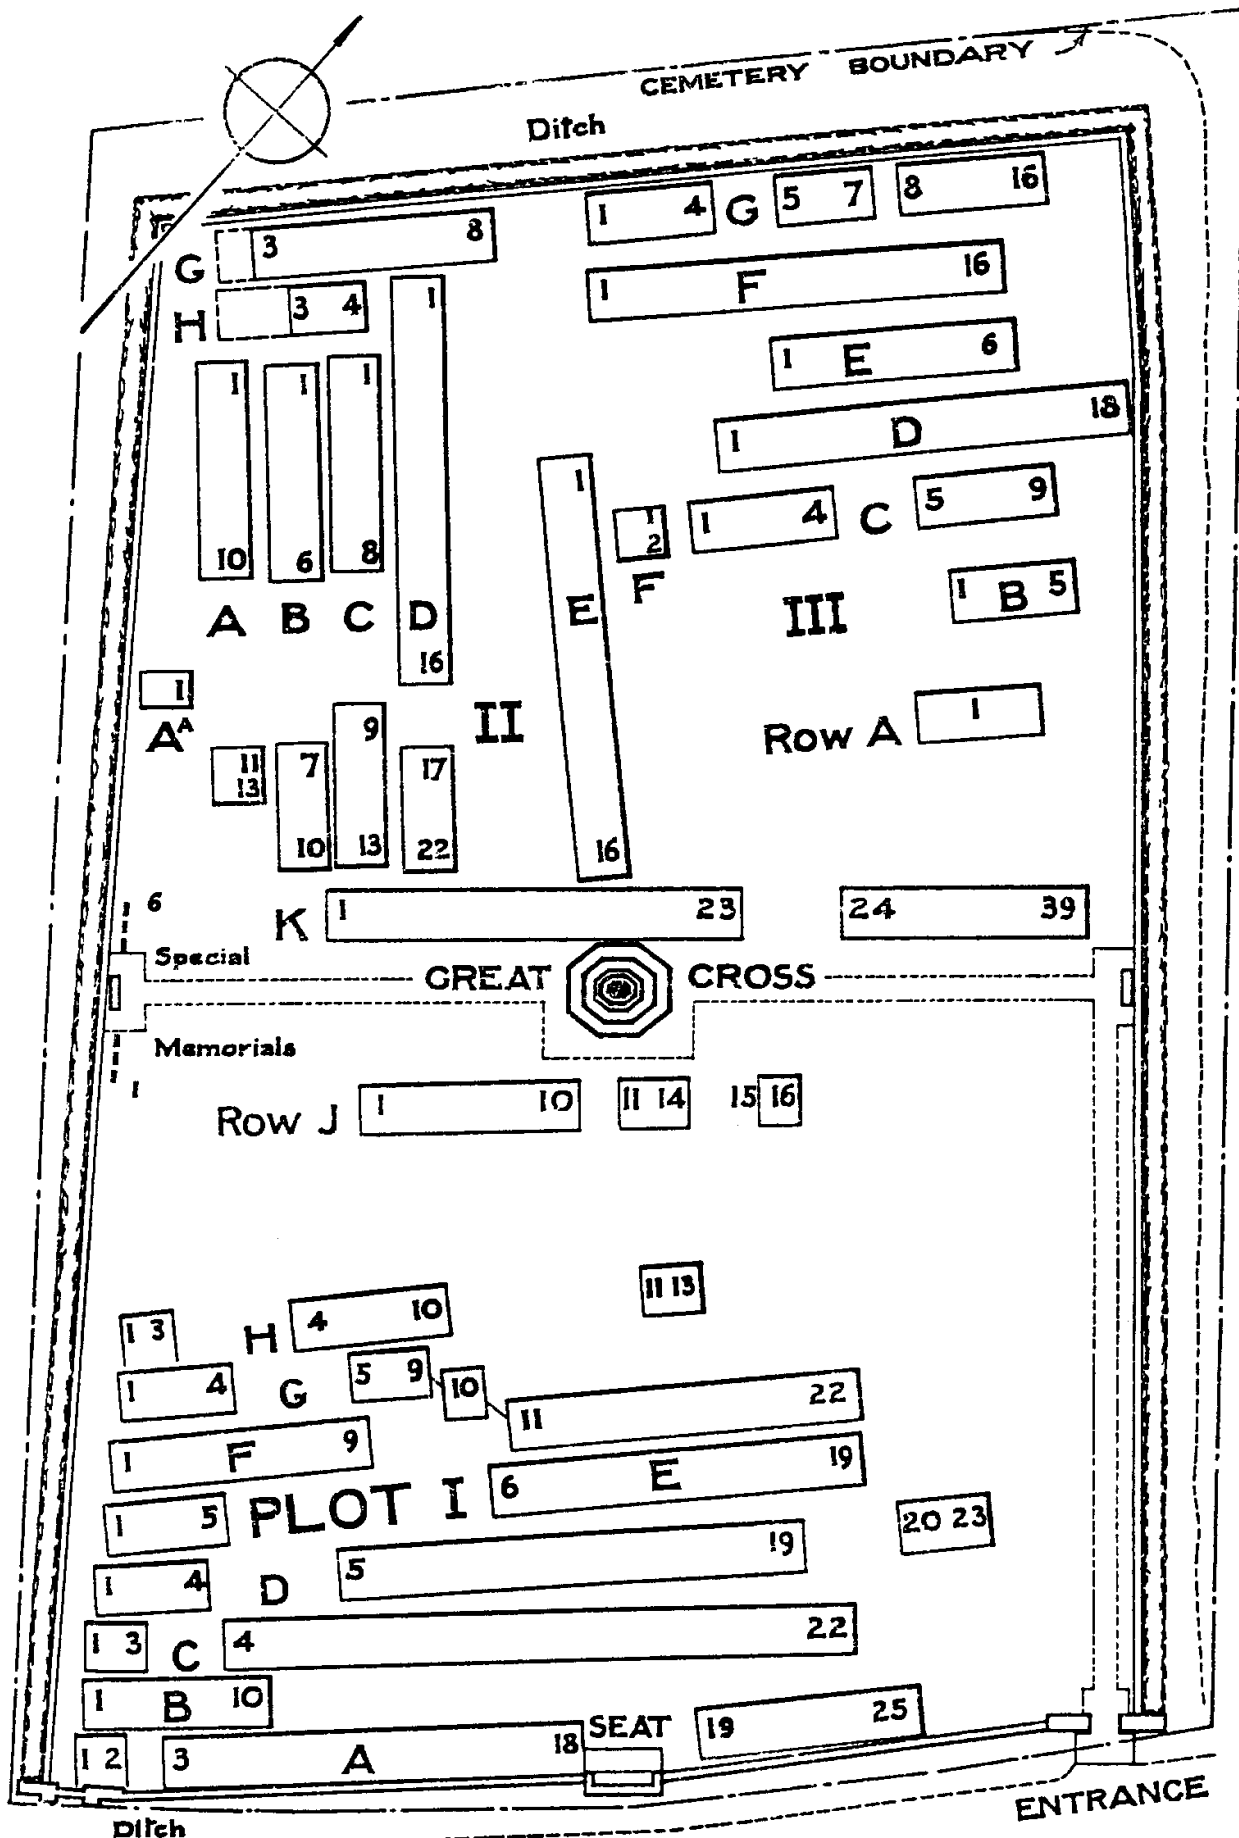 CEMETERY BOUNDARY
Ditch
1 4 G 5 7 8 16
G 3 8
1 F 16
H 3 4 1
1 E 6
1 1 1
1 D 18
1 1 4 C 5 9
1 2
F
10 6 8
III
1 B 5
A B C D E
16
1
A A
II
Row A 1
9
11 13
7
17
10 13 22 16
6
K 1 23 24 39
Special
GREAT CROSS
Memorials
1
Row J 1 10 11 14 15 16
11 13
1 3 H 4 10
1 4 G 5 9 10 11 22
1 F 9
6 E 19
1 5 PLOT I
20 23
1 4 D 5 19
1 3 C 4 22
1 B 10
SEAT
19 25
1 2 3 A 18
ENTRANCE
Ditch